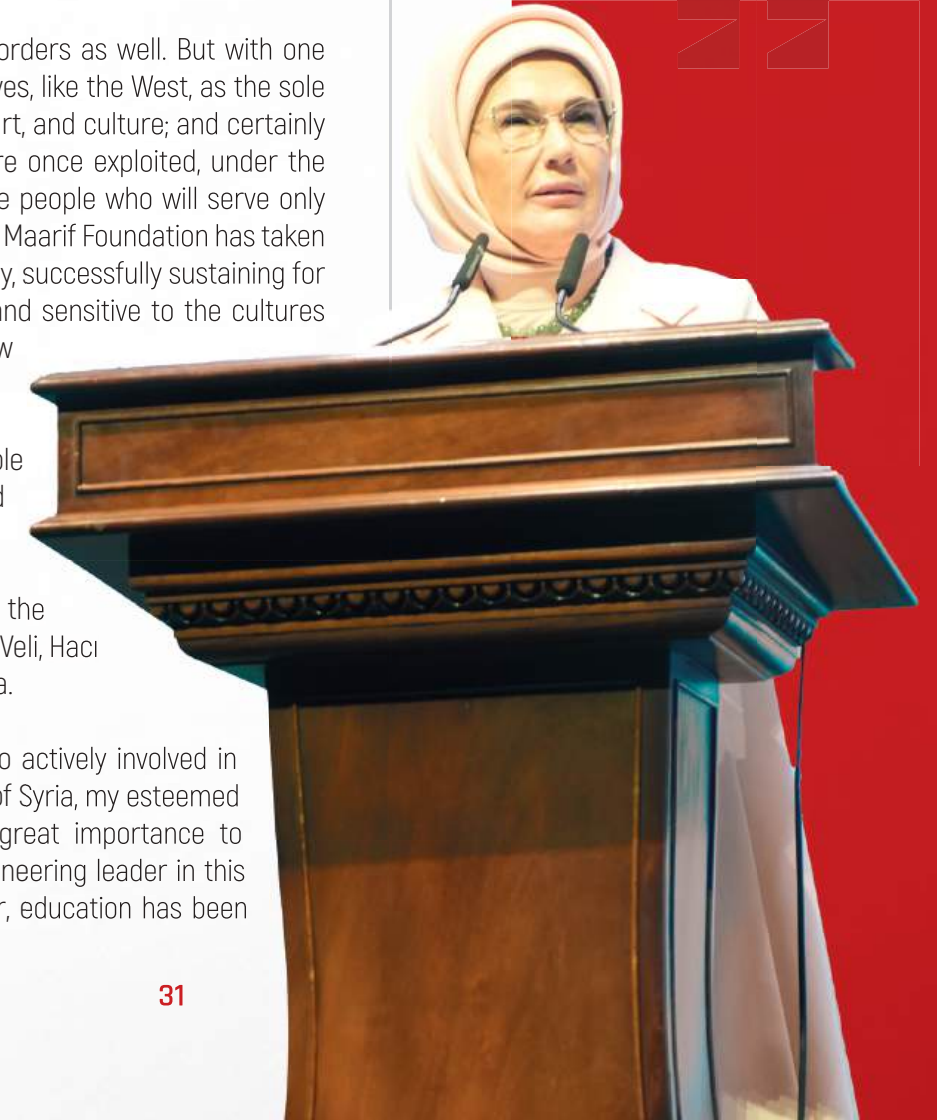 orders as well. But with one
ves, like the West, as the sole
rt, and culture; and certainly
re once exploited, under the
e people who will serve only
Maarif Foundation has taken
y, successfully sustaining for
and sensitive to the cultures
w
ole
d
the
Veli, Hacı
a.
o actively involved in
of Syria, my esteemed
great importance to
neering leader in this
r, education has been
31